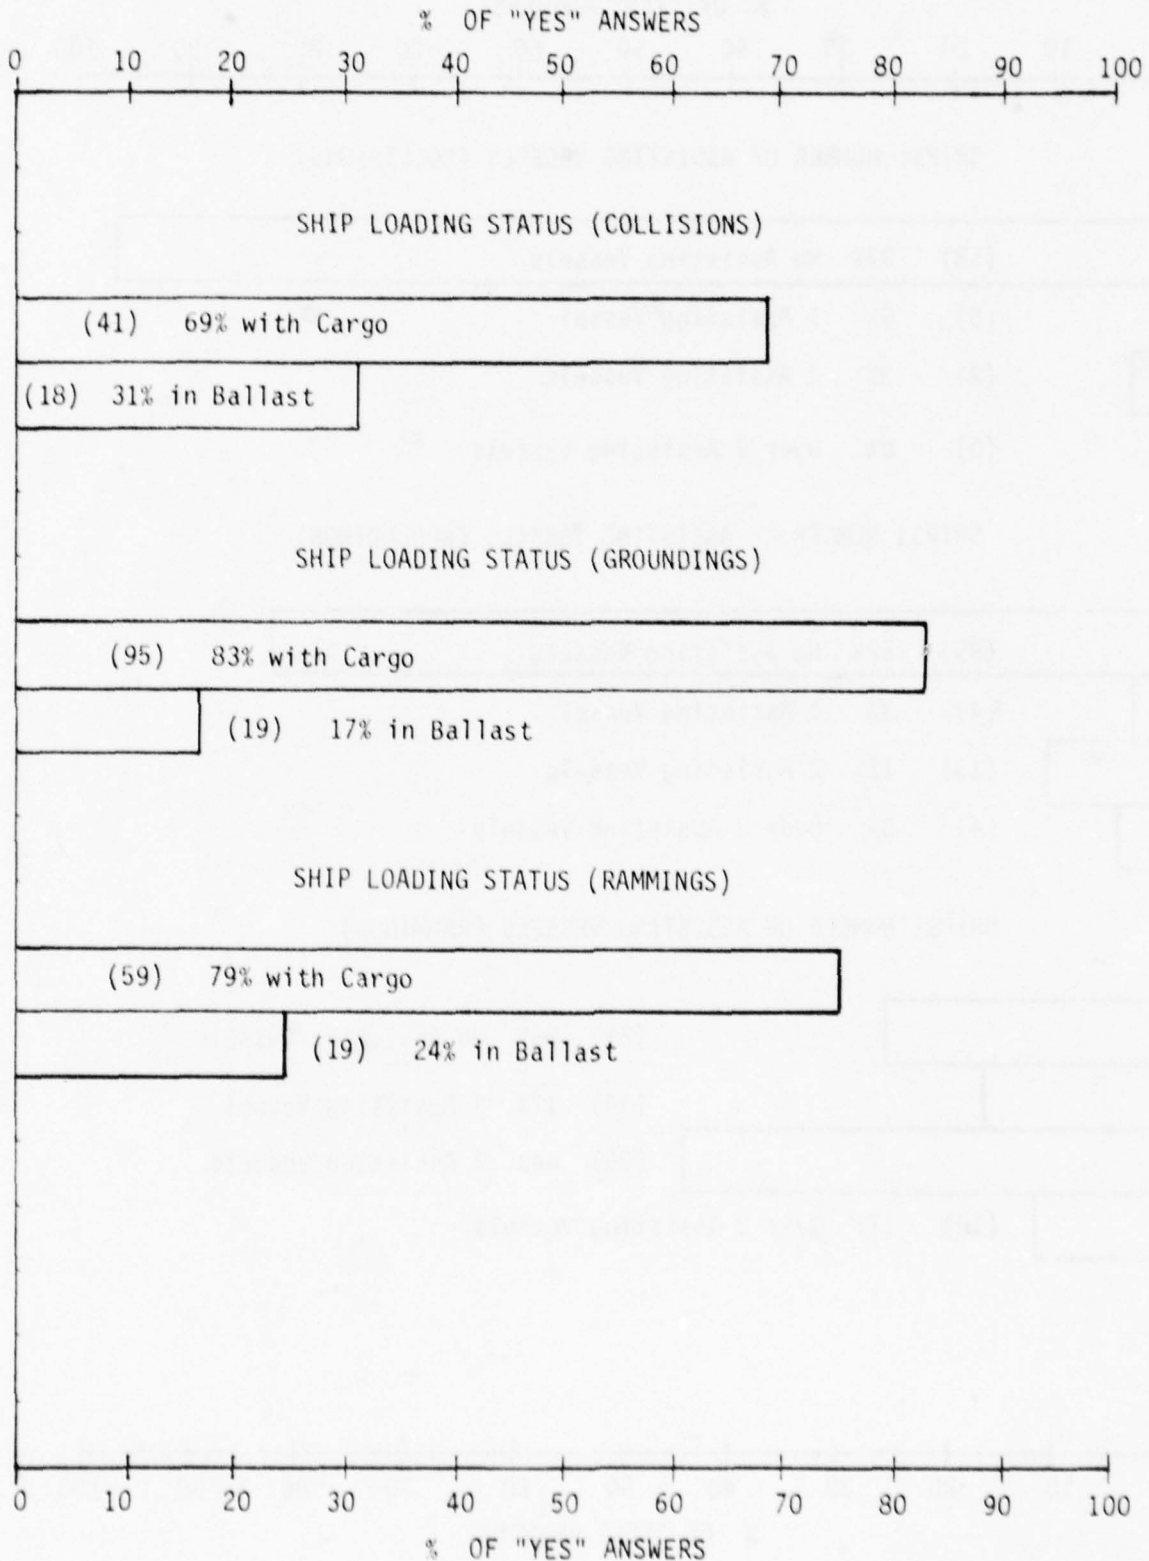 % OF "YES" ANSWERS
0 10 20 30 40 50 60 70 80 90 100
SHIP LOADING STATUS (COLLISIONS)
(41) 69% with Cargo
(18) 31% in Ballast
SHIP LOADING STATUS (GROUNDINGS)
(95) 83% with Cargo
(19) 17% in Ballast
SHIP LOADING STATUS (RAMMINGS)
(59) 79% with Cargo
(19) 24% in Ballast
0 10 20 30 40 50 60 70 80 90 100
% OF "YES" ANSWERS